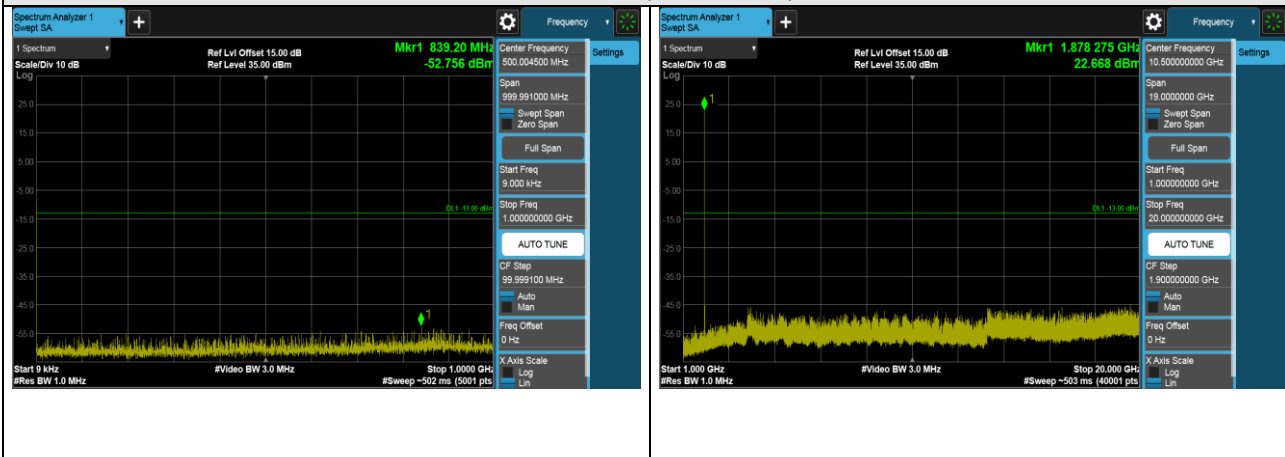 Spectrum Analyzer 1
Swept SA
+
Frequency
1 Spectrum
Scale/Div 10 dB
Log
Ref Lvl Offset 15.00 dB
Ref Level 35.00 dBm
Mkr1 839.20 MHz
-52.756 dBm
1
25.0
15.0
5.00
-5.00
-15.0
-25.0
-35.0
-45.0
-55.0
DL1 -13.00 dBm
Start 9 kHz
#Res BW 1.0 MHz
#Video BW 3.0 MHz
Stop 1.0000 GHz
#Sweep ~502 ms (5001 pts
Center Frequency
500.004500 MHz
Settings
Span
999.991000 MHz
Swept Span
Zero Span
Full Span
Start Freq
9.000 kHz
Stop Freq
1.000000000 GHz
AUTO TUNE
CF Step
99.999100 MHz
Auto
Man
Freq Offset
0 Hz
X Axis Scale
Log
Lin
Spectrum Analyzer 1
Swept SA
+
Frequency
1 Spectrum
Scale/Div 10 dB
Log
Ref Lvl Offset 15.00 dB
Ref Level 35.00 dBm
Mkr1 1.878 275 GHz
22.668 dBm
1
25.0
15.0
5.00
-5.00
-15.0
-25.0
-35.0
-45.0
-55.0
DL1 -13.00 dBm
Start 1.000 GHz
#Res BW 1.0 MHz
#Video BW 3.0 MHz
Stop 20.000 GHz
#Sweep ~503 ms (40001 pts
Center Frequency
10.500000000 GHz
Settings
Span
19.0000000 GHz
Swept Span
Zero Span
Full Span
Start Freq
1.000000000 GHz
Stop Freq
20.000000000 GHz
AUTO TUNE
CF Step
1.900000000 GHz
Auto
Man
Freq Offset
0 Hz
X Axis Scale
Log
Lin